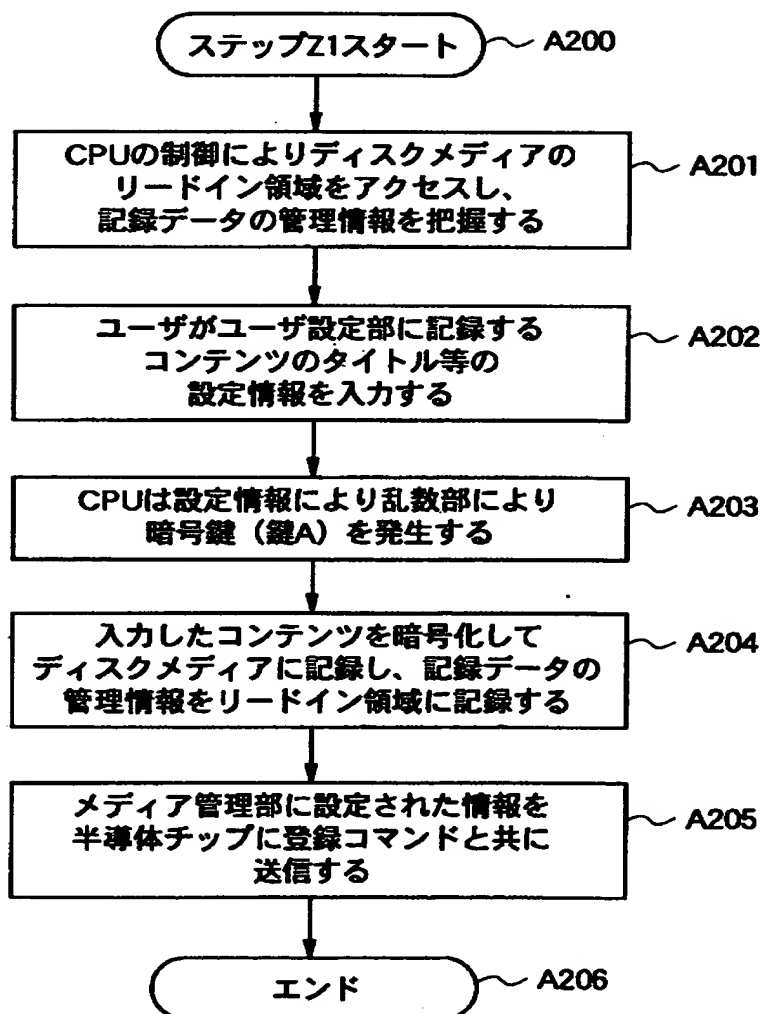 ステップZ1スタート
A200
CPUの制御によりディスクメディアの
リードイン領域をアクセスし、
記録データの管理情報を把握する
A201
ユーザがユーザ設定部に記録する
コンテンツのタイトル等の
設定情報を入力する
A202
CPUは設定情報により乱数部により
暗号鍵（鍵A）を発生する
A203
入力したコンテンツを暗号化して
ディスクメディアに記録し、記録データの
管理情報をリードイン領域に記録する
A204
メディア管理部に設定された情報を
半導体チップに登録コマンドと共に
送信する
A205
エンド
A206